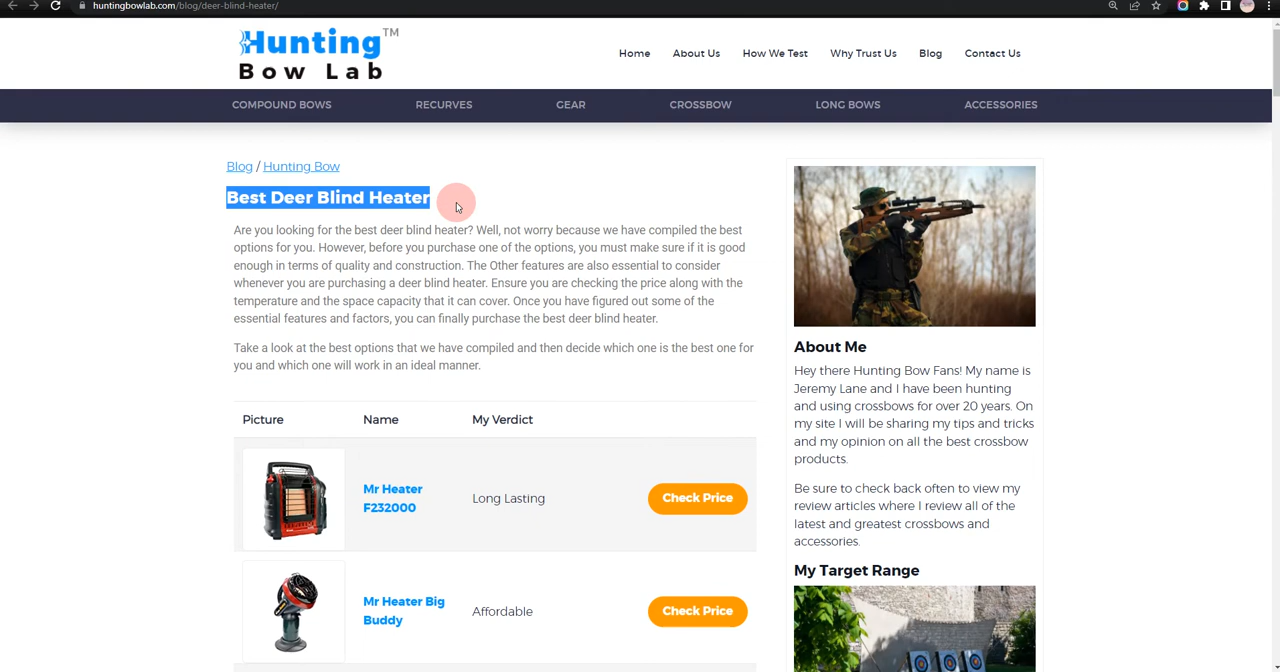 huntingbowlab.com/blog/deer-blind-heater/
Hunting™
Bow Lab
Home About Us How We Test Why Trust Us Blog Contact Us
COMPOUND BOWS RECURVES GEAR CROSSBOW LONG BOWS ACCESSORIES
Blog / Hunting Bow
Best Deer Blind Heater
Are you looking for the best deer blind heater? Well, not worry because we have compiled the best
options for you. However, before you purchase one of the options, you must make sure if it is good
enough in terms of quality and construction. The Other features are also essential to consider
whenever you are purchasing a deer blind heater. Ensure you are checking the price along with the
temperature and the space capacity that it can cover. Once you have figured out some of the
essential features and factors, you can finally purchase the best deer blind heater.
Take a look at the best options that we have compiled and then decide which one is the best one for
you and which one will work in an ideal manner.
Picture Name My Verdict
Mr Heater
F232000
Long Lasting
Check Price
Mr Heater Big
Buddy
Affordable
Check Price
About Me
Hey there Hunting Bow Fans! My name is
Jeremy Lane and I have been hunting
and using crossbows for over 20 years. On
my site I will be sharing my tips and tricks
and my opinion on all the best crossbow
products.
Be sure to check back often to view my
review articles where I review all of the
latest and greatest crossbows and
accessories.
My Target Range